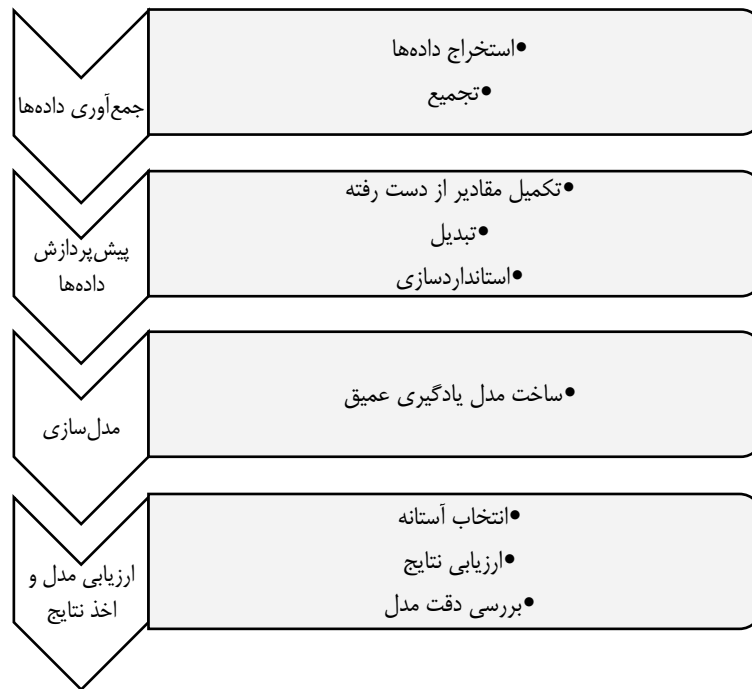 جمع‌آوری داده‌ها
•استخراج داده‌ها
•تجمیع
پیش‌پردازش
داده‌ها
•تکمیل مقادیر از دست رفته
•تبدیل
•استانداردسازی
مدل‌سازی
•ساخت مدل یادگیری عمیق
ارزیابی مدل و
اخذ نتایج
•انتخاب آستانه
•ارزیابی نتایج
•بررسی دقت مدل